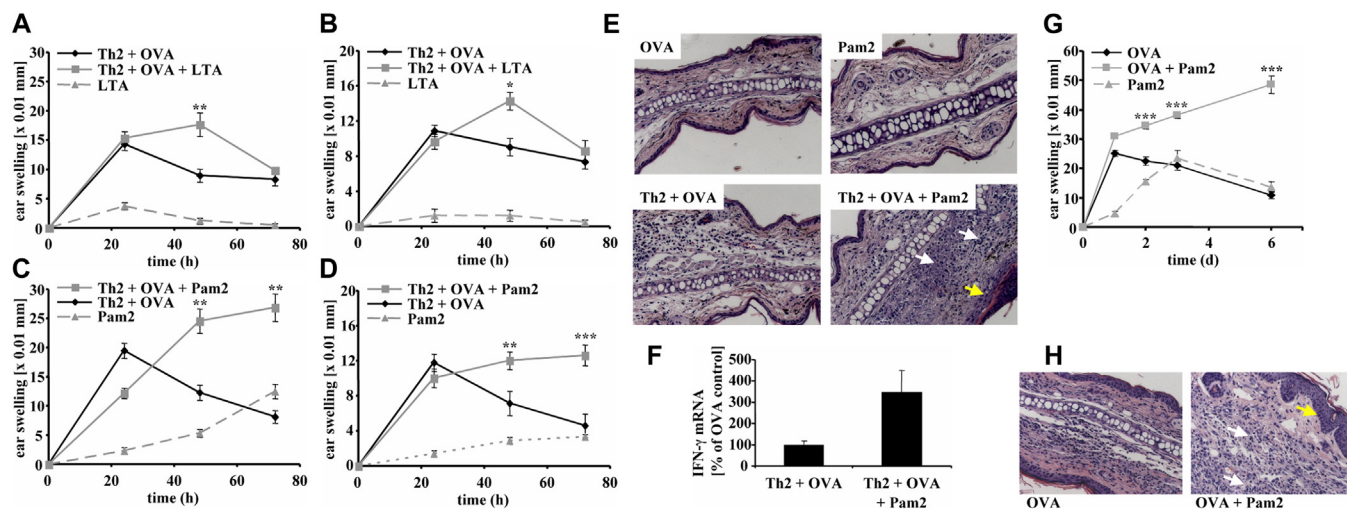 A
Th2 + OVA
Th2 + OVA + LTA
LTA
ear swelling [x 0.01 mm]
30
25
20
15
10
5
0
**
0 20 40 60 80
time (h)
B
Th2 + OVA
Th2 + OVA + LTA
LTA
ear swelling [x 0.01 mm]
20
16
12
8
4
0
*
0 20 40 60 80
time (h)
C
Th2 + OVA + Pam2
Th2 + OVA
Pam2
ear swelling [x 0.01 mm]
30
25
20
15
10
5
0
**
**
0 20 40 60 80
time (h)
D
Th2 + OVA + Pam2
Th2 + OVA
Pam2
ear swelling [x 0.01 mm]
20
16
12
8
4
0
**
***
0 20 40 60 80
time (h)
E
OVA
Pam2
Th2 + OVA
Th2 + OVA + Pam2
F
IFN-γ mRNA
[% of OVA control]
500
400
300
200
100
0
Th2 + OVA
Th2 + OVA
+ Pam2
G
OVA
OVA + Pam2
Pam2
ear swelling [x 0.01 mm]
60
50
40
30
20
10
0
***
***
***
0 2 4 6
time (d)
H
OVA
OVA + Pam2